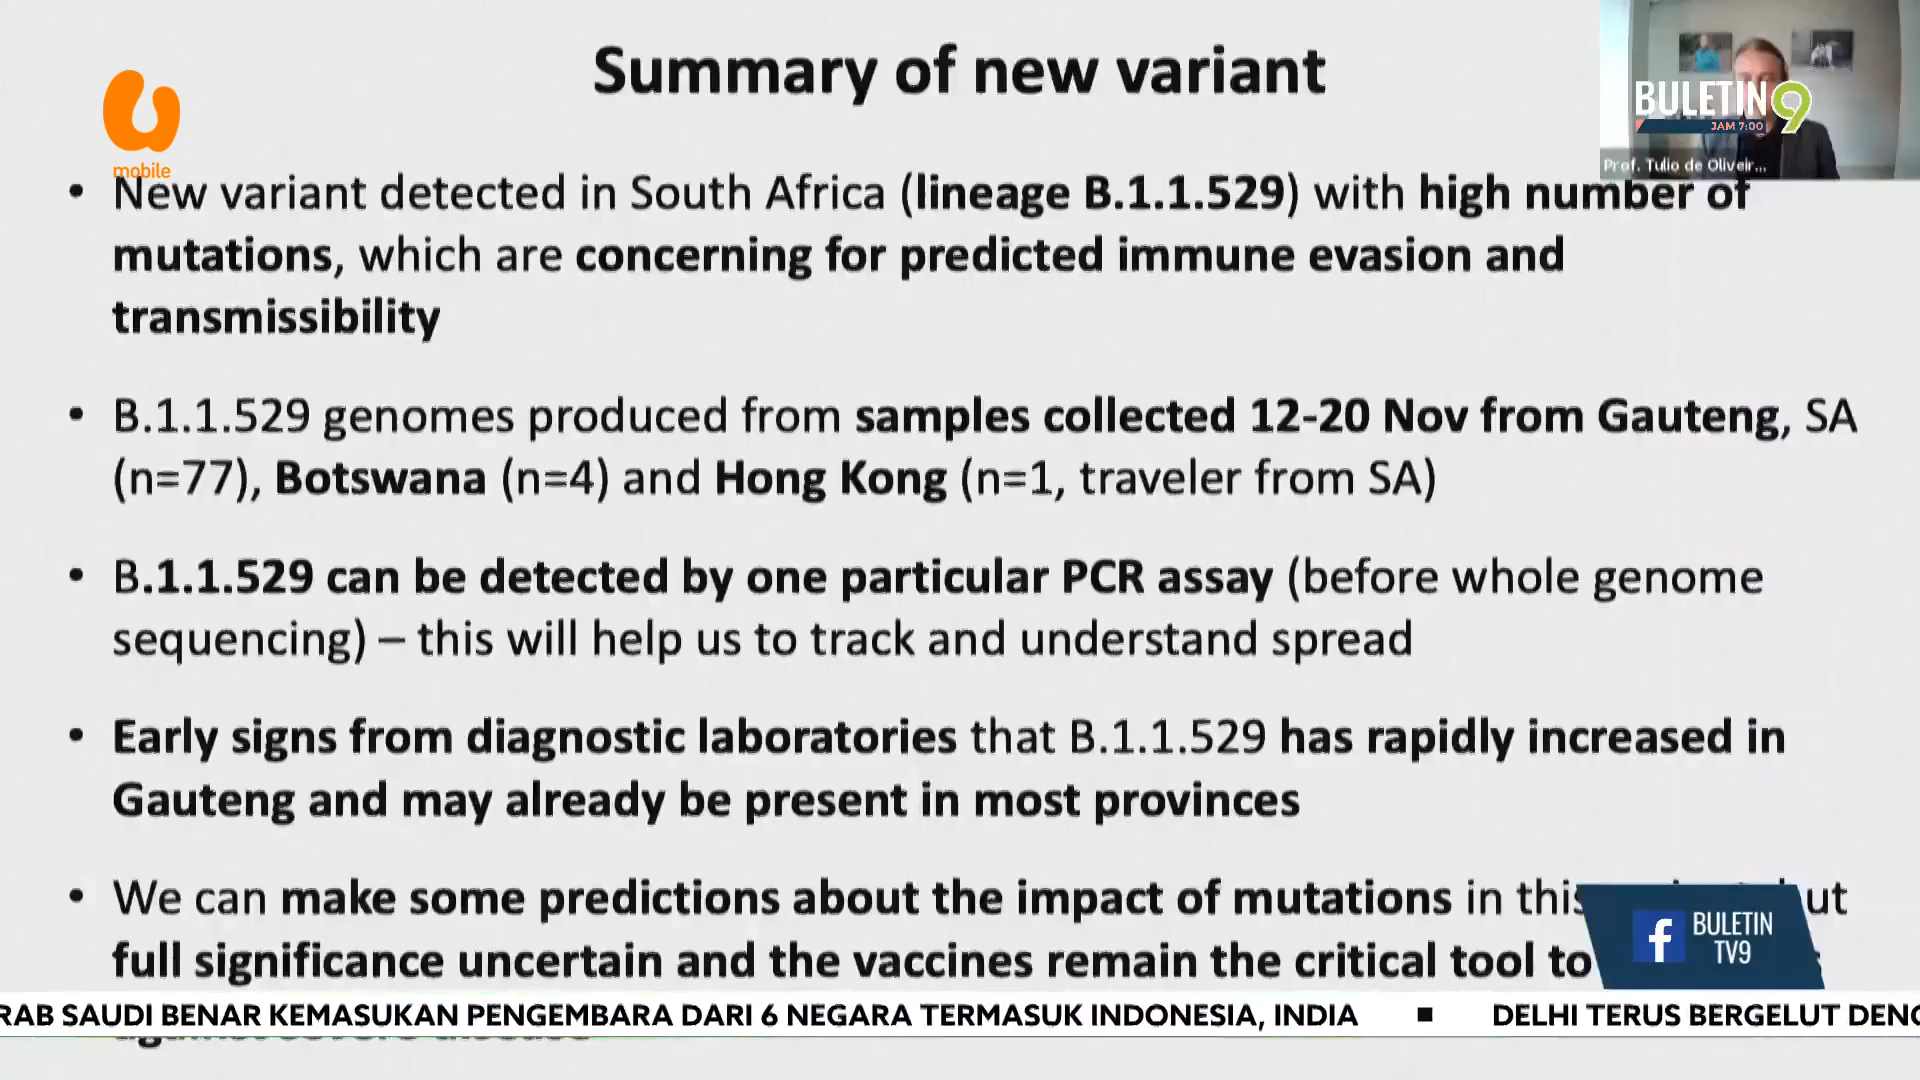 Summary of new variant
mobile
BULETIN 9
JAM 7:00
Prof. Tulio de Oliveir...
• New variant detected in South Africa (lineage B.1.1.529) with high number of
mutations, which are concerning for predicted immune evasion and
transmissibility
• B.1.1.529 genomes produced from samples collected 12-20 Nov from Gauteng, SA
(n=77), Botswana (n=4) and Hong Kong (n=1, traveler from SA)
• B.1.1.529 can be detected by one particular PCR assay (before whole genome
sequencing) – this will help us to track and understand spread
• Early signs from diagnostic laboratories that B.1.1.529 has rapidly increased in
Gauteng and may already be present in most provinces
• We can make some predictions about the impact of mutations in this
full significance uncertain and the vaccines remain the critical tool to
f BULETIN
TV9
RAB SAUDI BENAR KEMASUKAN PENGEMBARA DARI 6 NEGARA TERMASUK INDONESIA, INDIA ■ DELHI TERUS BERGELUT DENG